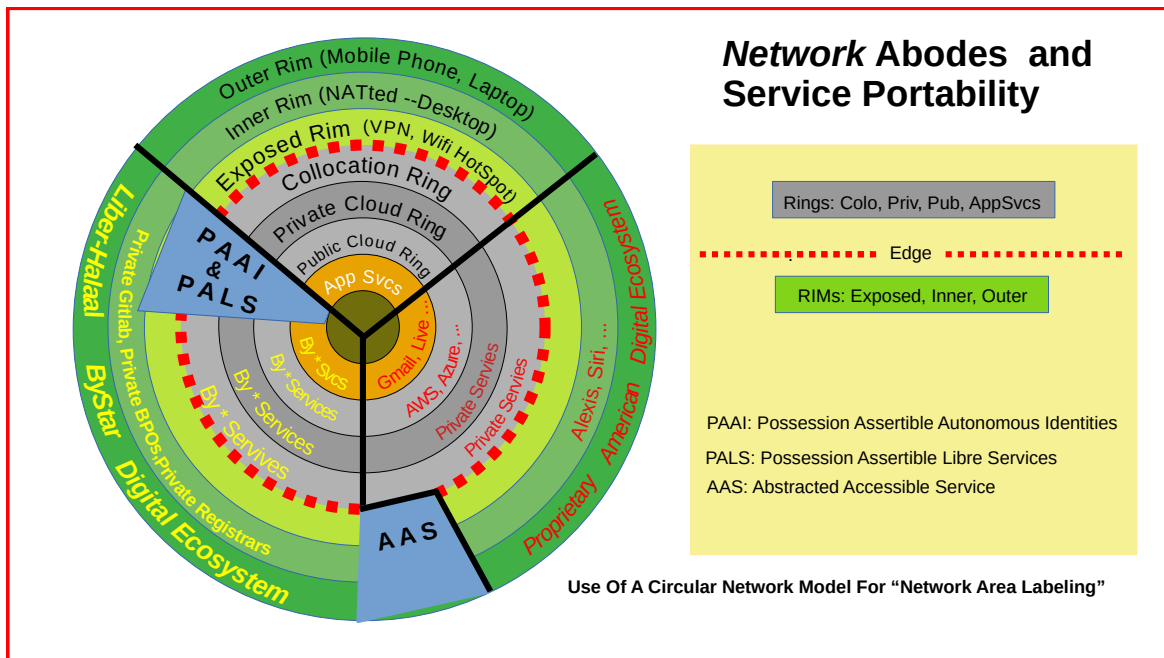 Network Abodes and
Service Portability
Outer Rim (Mobile Phone, Laptop)
Inner Rim (NATted --Desktop)
Exposed Rim (VPN, Wifi HotSpot)
Collocation Ring
Private Cloud Ring
Public Cloud Ring
App Svcs
PAAI
&
PALS
Liber-Halaal
ByStar
Digital Ecosystem
Private Gitlab, Private BPOs,Private Registrars
By * Servives
By * Services
By * Services
By*Svcs
Gmail, Live ...
AWS, Azure, ...
Private Servies
Private Servies
Alexis, Siri, ...
Proprietary American Digital Ecosystem
AAS
Rings: Colo, Priv, Pub, AppSvcs
Edge
RIMs: Exposed, Inner, Outer
PAAI: Possession Assertible Autonomous Identities
PALS: Possession Assertible Libre Services
AAS: Abstracted Accessible Service
Use Of A Circular Network Model For “Network Area Labeling”